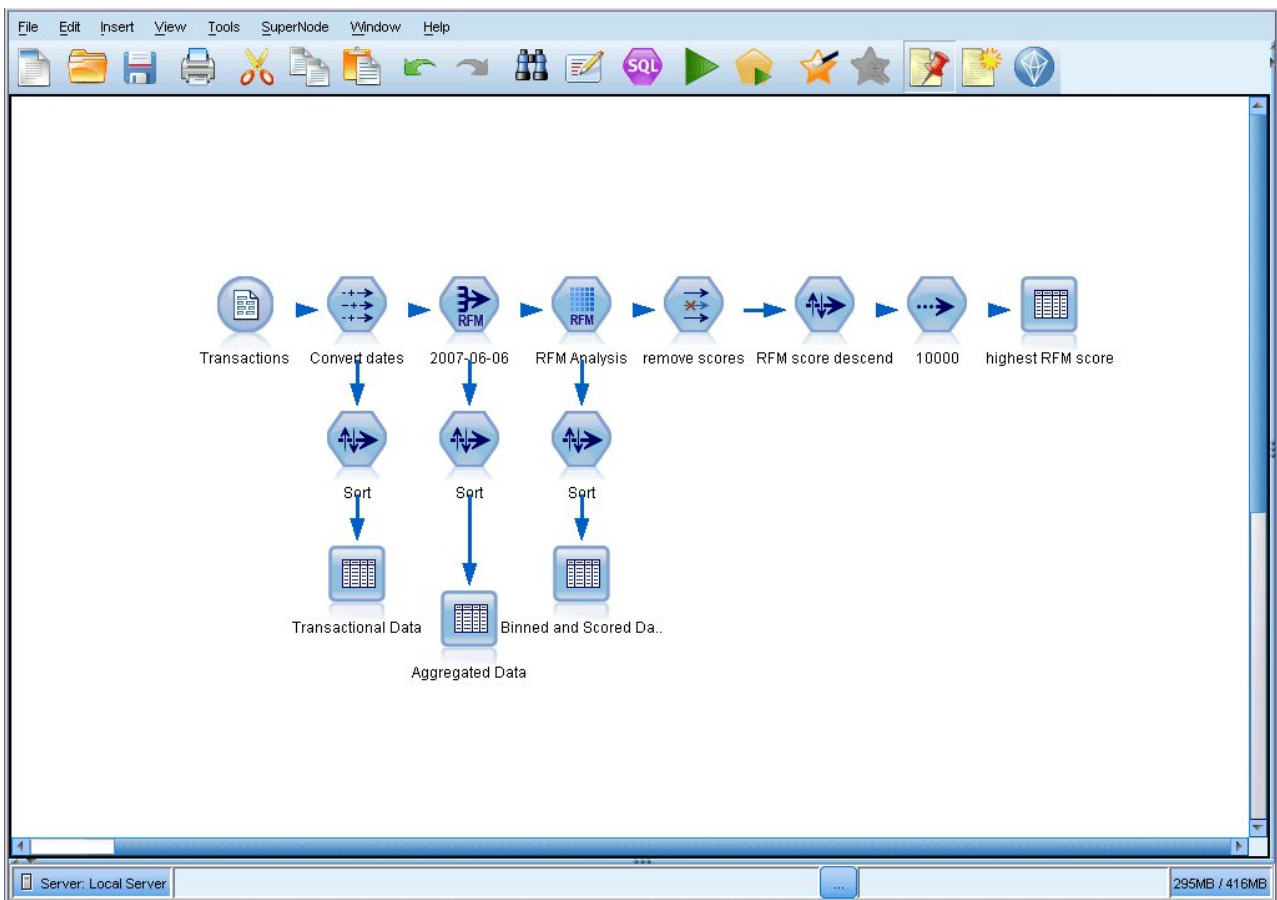 File Edit Insert View Tools SuperNode Window Help
SQL
RFM
RFM
Transactions Convert dates 2007-06-06 RFM Analysis remove scores RFM score descend 10000 highest RFM score
Sort Sort Sort
Transactional Data Binned and Scored Da..
Aggregated Data
Server: Local Server ... 295MB / 416MB